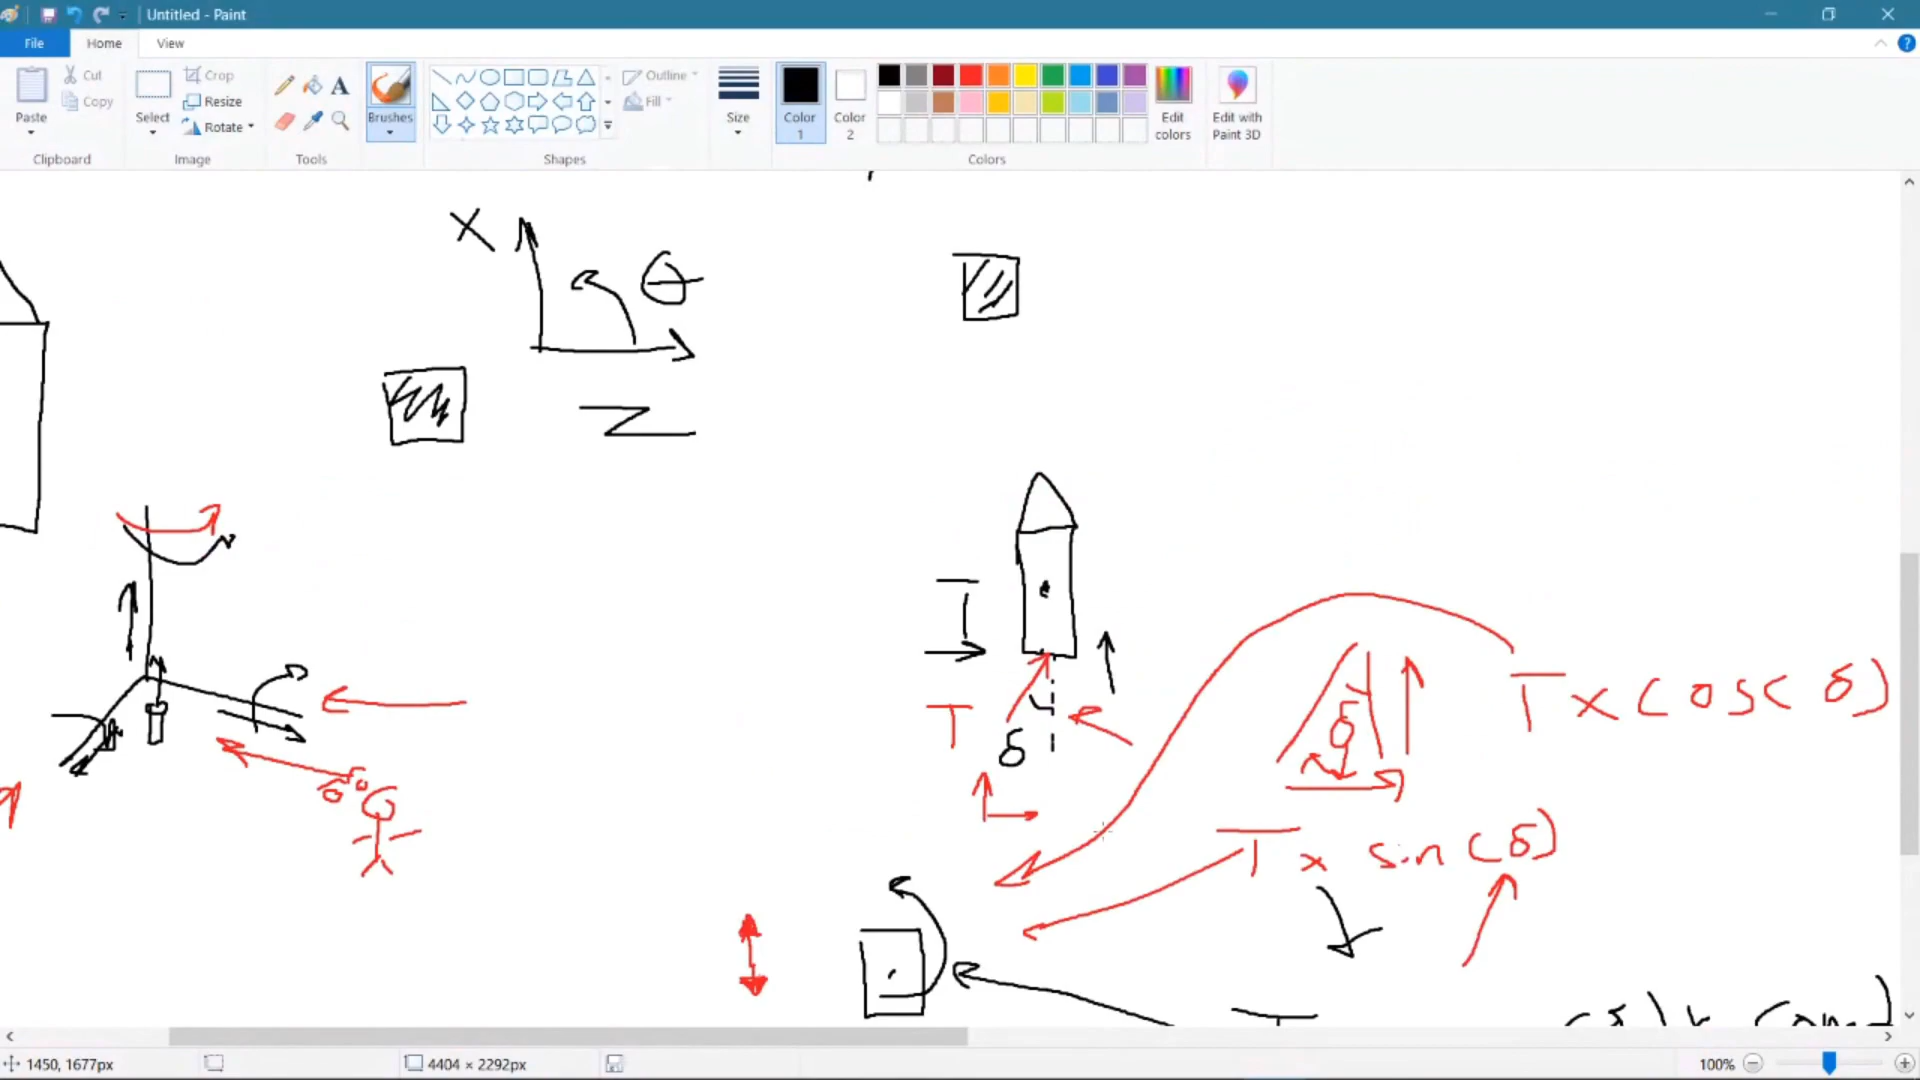 Untitled - Paint
File
Home
View
Paste
Cut
Copy
Clipboard
Select
Crop
Resize
Rotate
Image
A
Tools
Brushes
Shapes
Outline
Fill
Size
Color 1
Color 2
Edit colors
Edit with Paint 3D
Colors
X
θ
Z
T
T
δ
δ
T x cos(δ)
T x sin(δ)
1450, 1677px
4404 × 2292px
100%